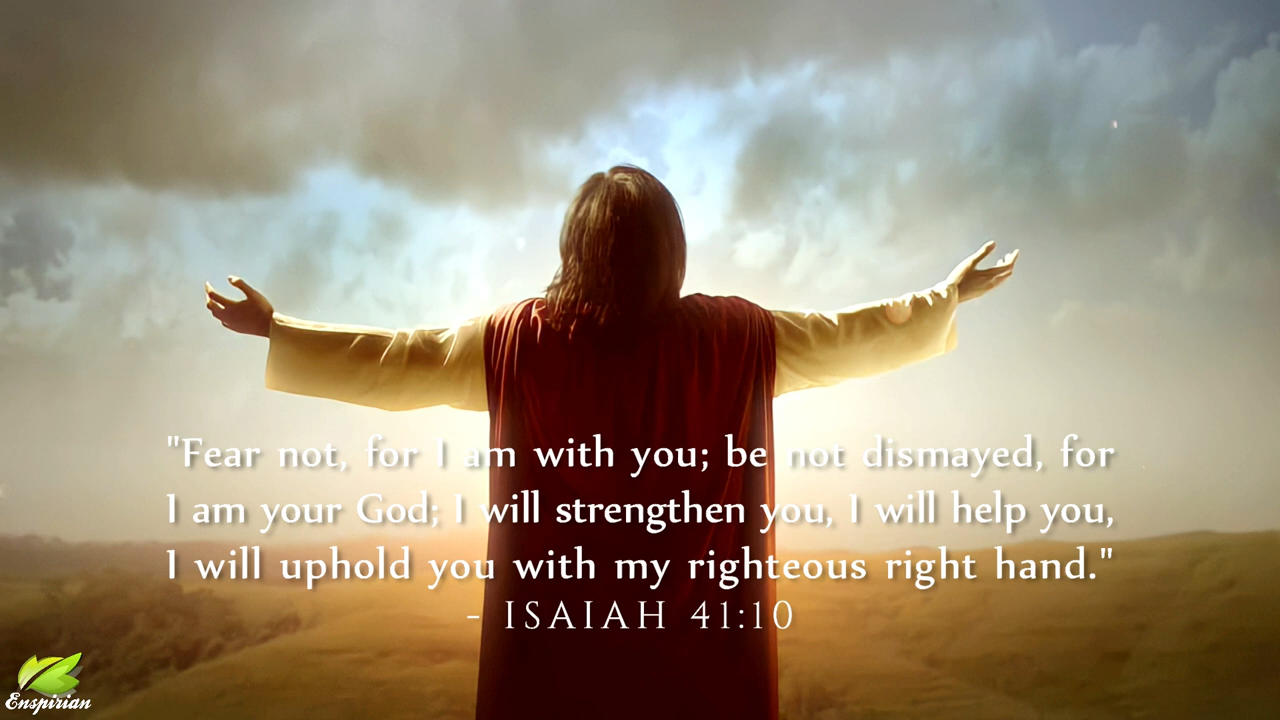 "Fear not, for I am with you; be not dismayed, for
I am your God; I will strengthen you, I will help you,
I will uphold you with my righteous right hand."
- ISAIAH 41:10
Enspirian